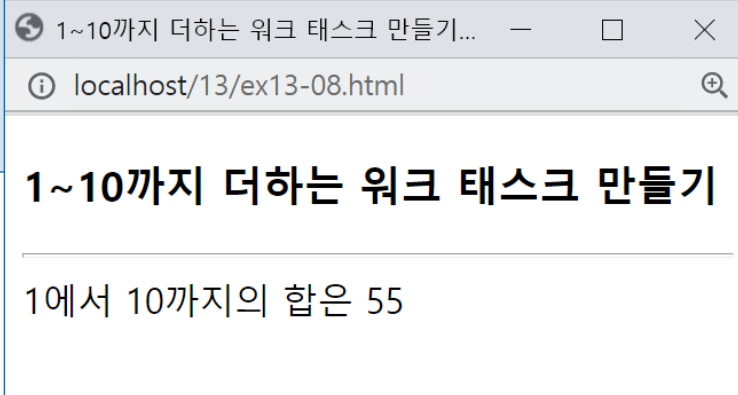 1~10까지 더하는 워크 태스크 만들기...
localhost/13/ex13-08.html
1~10까지 더하는 워크 태스크 만들기
1에서 10까지의 합은 55